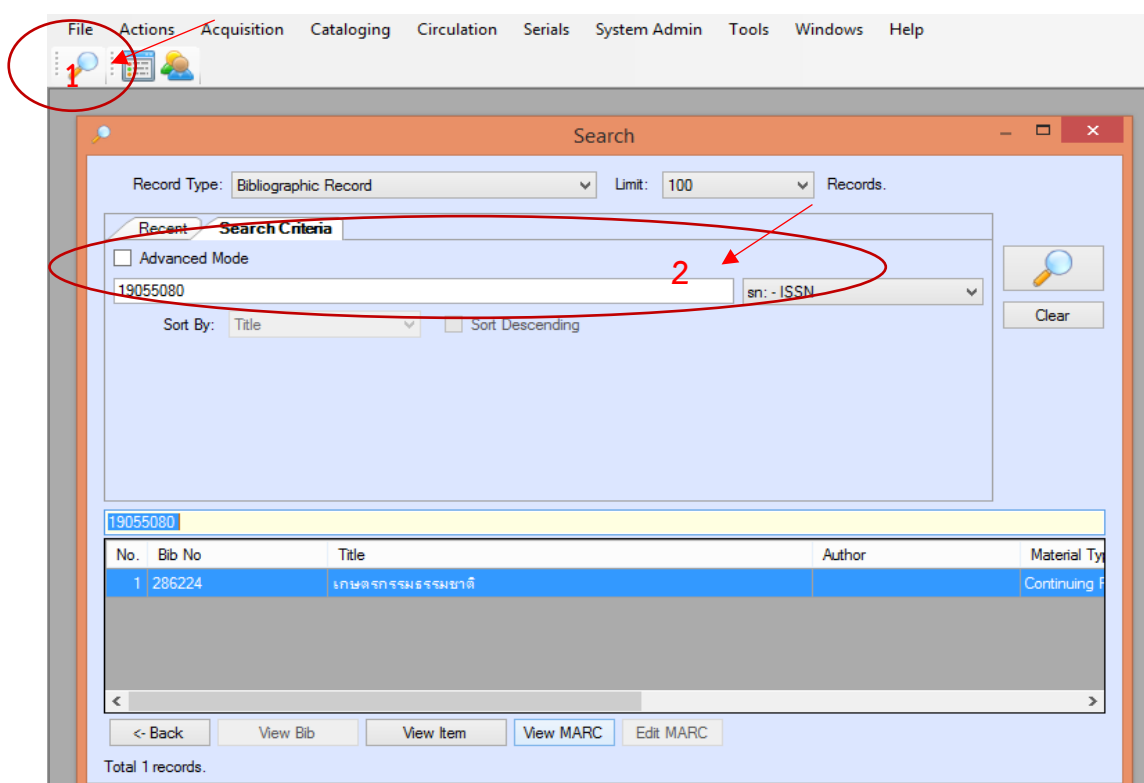 File Actions Acquisition Cataloging Circulation Serials System Admin Tools Windows Help
1
Search
Record Type: Bibliographic Record Limit: 100 Records.
Recent Search Criteria
Advanced Mode
2
19055080 sn: - ISSN
Sort By: Title Sort Descending Clear
19055080
No. Bib No Title Author Material Typ
1 286224 เกษตรกรรมธรรมชาติ Continuing R
<- Back View Bib View Item View MARC Edit MARC
Total 1 records.